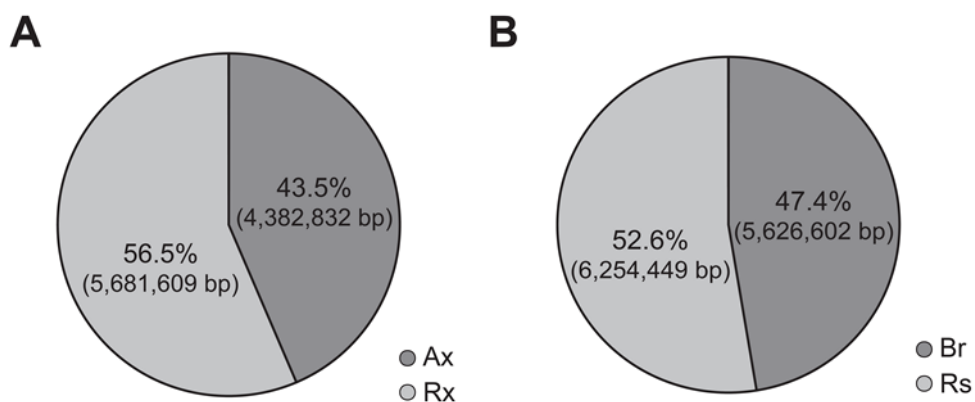 A
43.5%
(4,382,832 bp)
56.5%
(5,681,609 bp)
Ax
Rx
B
47.4%
(5,626,602 bp)
52.6%
(6,254,449 bp)
Br
Rs